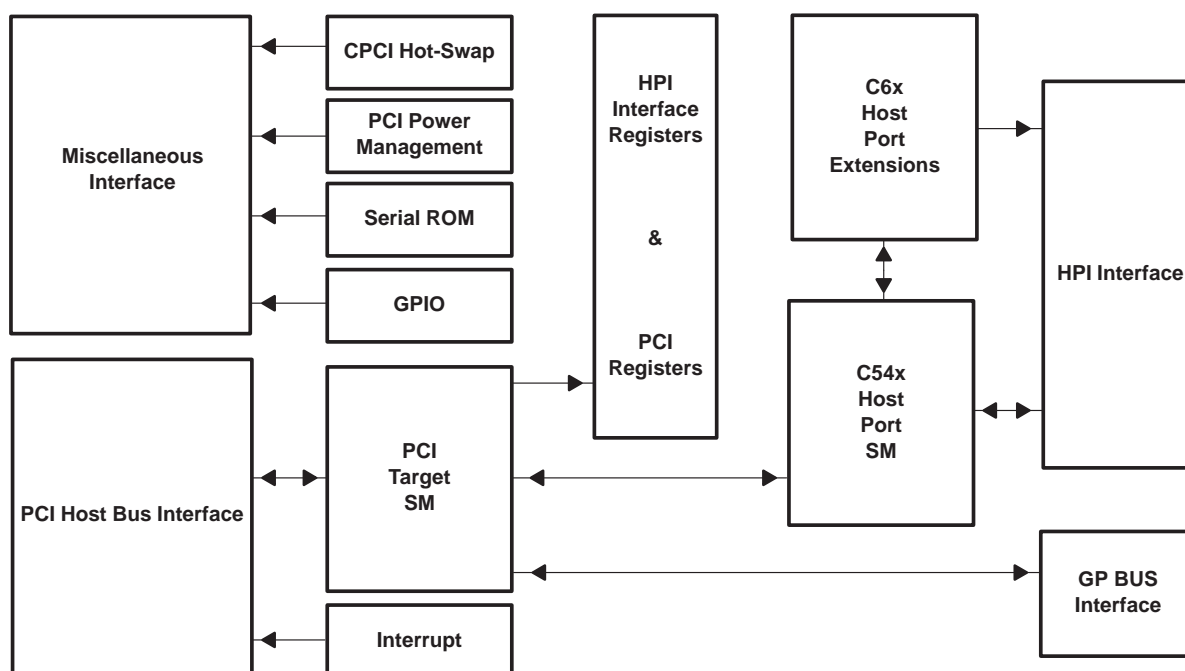 CPCI Hot-Swap
PCI Power
Management
Serial ROM
GPIO
Miscellaneous
Interface
HPI
Interface
Registers
&
PCI
Registers
C6x
Host
Port
Extensions
HPI Interface
C54x
Host
Port
SM
PCI Host Bus Interface
PCI
Target
SM
Interrupt
GP BUS
Interface